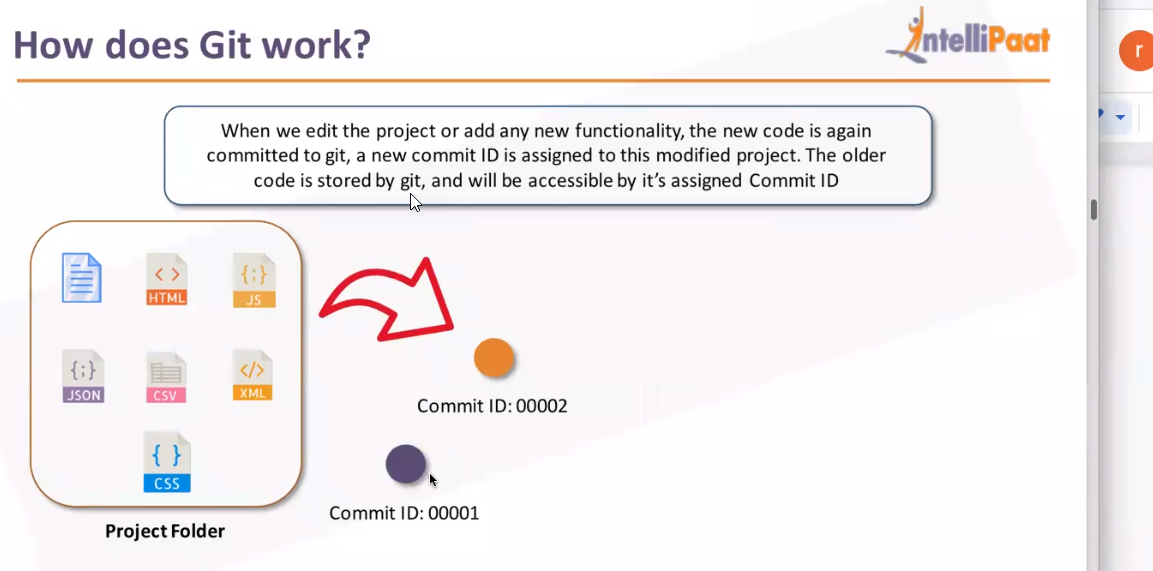 How does Git work?
IntelliPaat
r
When we edit the project or add any new functionality, the new code is again
committed to git, a new commit ID is assigned to this modified project. The older
code is stored by git, and will be accessible by it’s assigned Commit ID
HTML
JS
JSON
CSV
XML
CSS
Commit ID: 00002
Commit ID: 00001
Project Folder